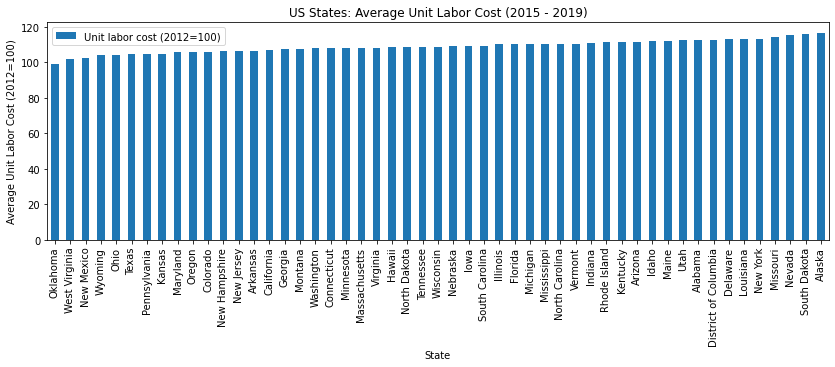 US States: Average Unit Labor Cost (2015 - 2019)
Unit labor cost (2012=100)
Average Unit Labor Cost (2012=100)
120
100
80
60
40
20
0
Oklahoma
West Virginia
New Mexico
Wyoming
Ohio
Texas
Pennsylvania
Kansas
Maryland
Oregon
Colorado
New Hampshire
New Jersey
Arkansas
California
Georgia
Montana
Washington
Connecticut
Minnesota
Massachusetts
Virginia
Hawaii
North Dakota
Tennessee
Wisconsin
Nebraska
Iowa
South Carolina
Illinois
Florida
Michigan
Mississippi
North Carolina
Vermont
Indiana
Rhode Island
Kentucky
Arizona
Idaho
Maine
Utah
Alabama
District of Columbia
Delaware
Louisiana
New York
Missouri
Nevada
South Dakota
Alaska
State